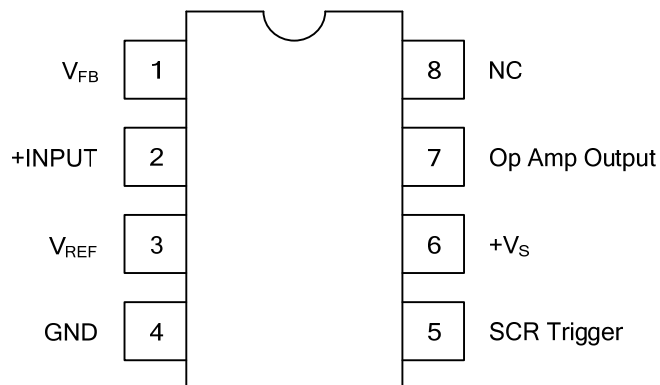 V_FB 1 8 NC
+INPUT 2 7 Op Amp Output
V_REF 3 6 +V_S
GND 4 5 SCR Trigger